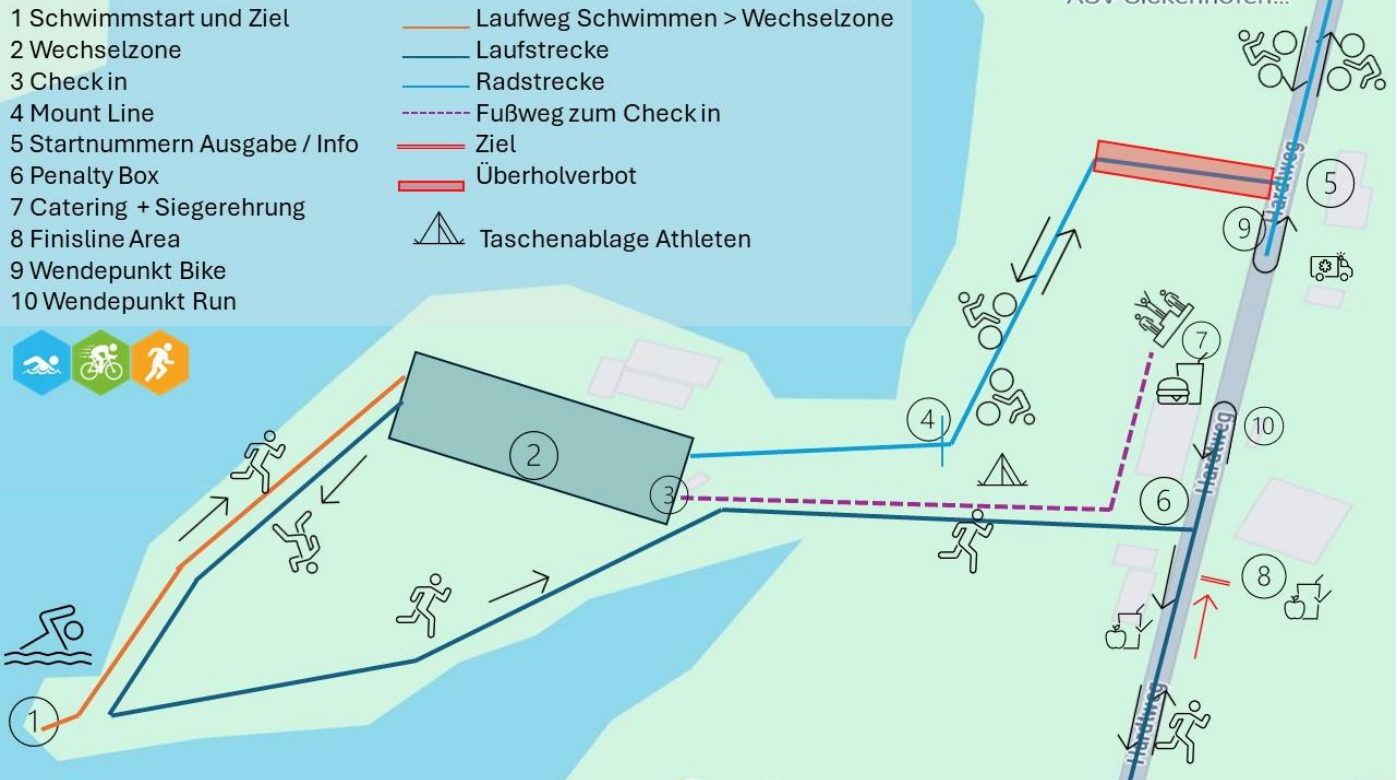 1 Schwimmstart und Ziel
2 Wechselzone
3 Check in
4 Mount Line
5 Startnummern Ausgabe / Info
6 Penalty Box
7 Catering + Siegerehrung
8 Finisline Area
9 Wendepunkt Bike
10 Wendepunkt Run
Laufweg Schwimmen > Wechselzone
Laufstrecke
Radstrecke
Fußweg zum Check in
Ziel
Überholverbot
Taschenablage Athleten
Hardtweg
5
9
7
4
10
Hardtweg
2
3
6
8
1
Hardtweg